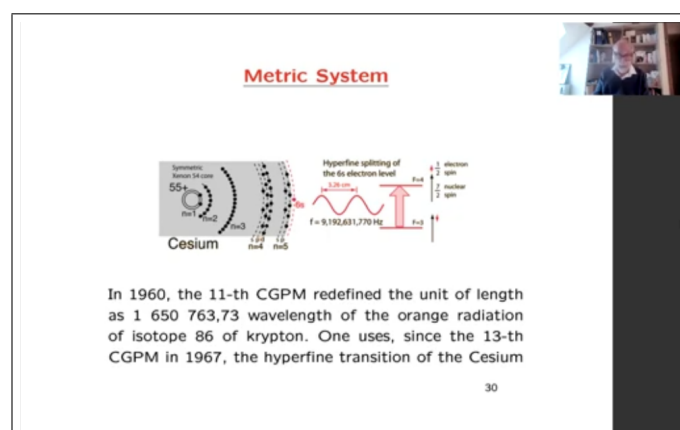 Metric System
Symmetric
Xenon 54 core
55+
n=1
n=2
n=3
s p d
n=4
s p
n=5
6s
Cesium
Hyperfine splitting of
the 6s electron level
3.26 cm
f = 9,192,631,770 Hz
F=4
F=3
1/2 electron spin
7/2 nuclear spin
In 1960, the 11-th CGPM redefined the unit of length
as 1 650 763,73 wavelength of the orange radiation
of isotope 86 of krypton. One uses, since the 13-th
CGPM in 1967, the hyperfine transition of the Cesium
30